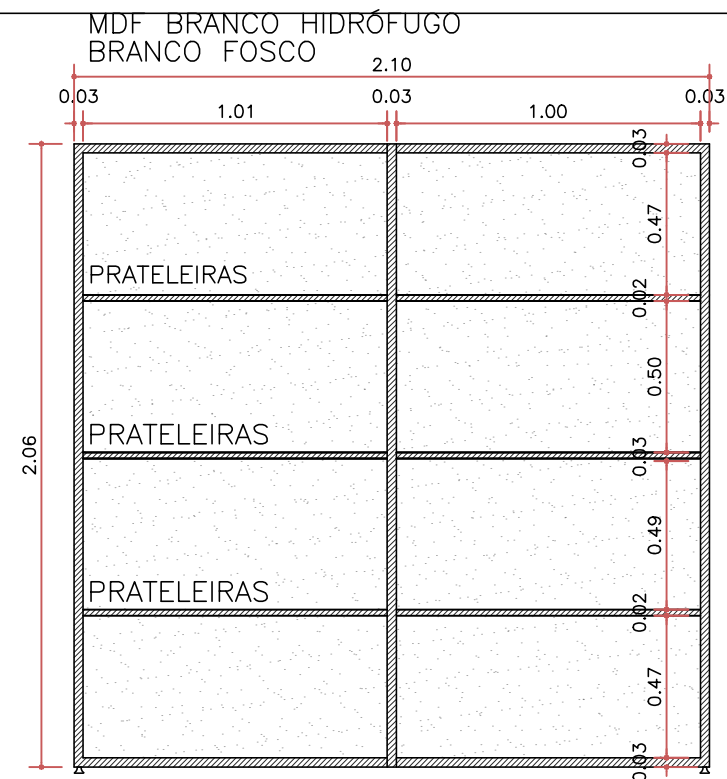 MDF BRANCO HIDRÓFUGO
BRANCO FOSCO
2.10
0.03 0.03 0.03
1.01 1.00
0.03
0.47
PRATELEIRAS
0.02
0.50
PRATELEIRAS
0.03
2.06
0.49
PRATELEIRAS
0.02
0.47
0.03